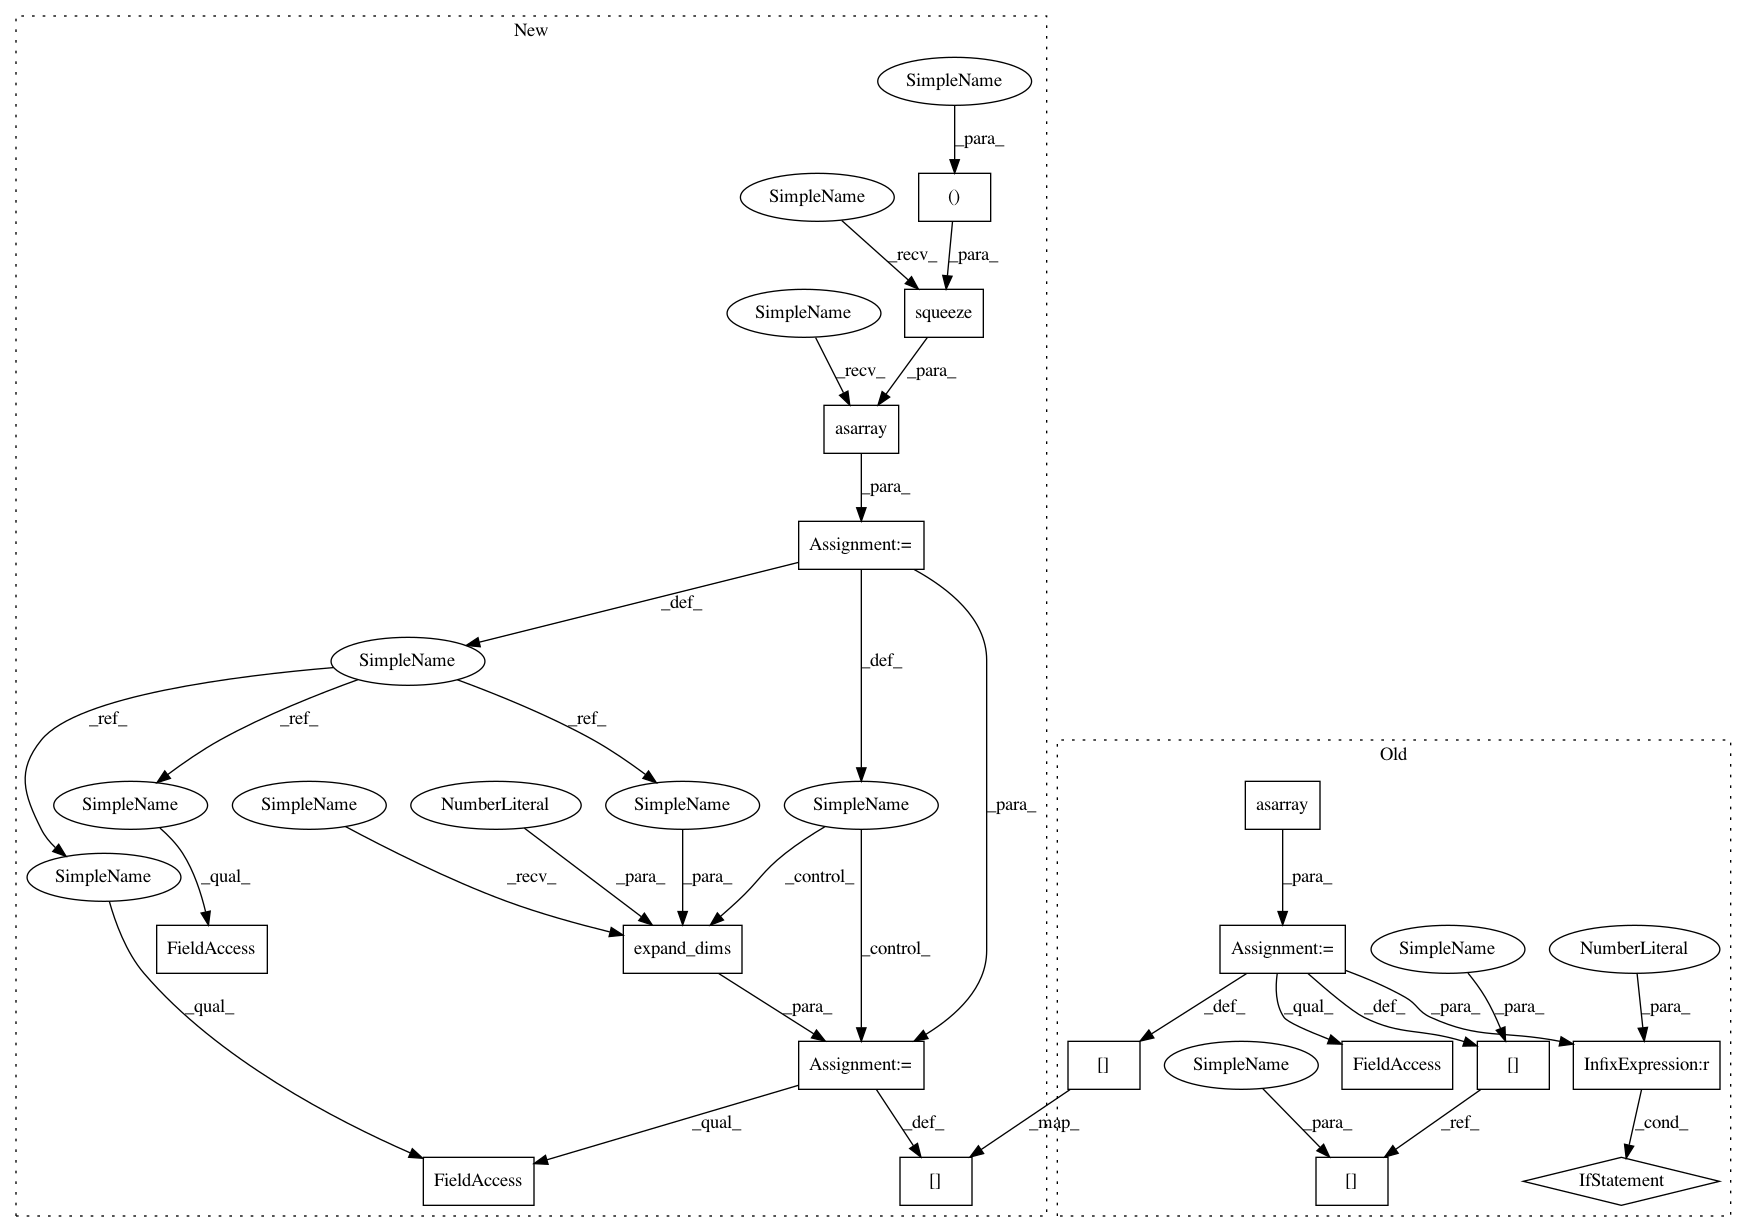 New
SimpleName
_para_
SimpleName
()
_recv_
_para_
SimpleName
squeeze
_recv_
_para_
asarray
_para_
Assignment:=
_def_
SimpleName
_def_
_ref_
_ref_
_ref_
Old
SimpleName
SimpleName
NumberLiteral
SimpleName
SimpleName
_para_
asarray
SimpleName
_qual_
_recv_
_para_
_para_
_control_
_para_
FieldAccess
expand_dims
_control_
Assignment:=
SimpleName
NumberLiteral
_qual_
_para_
_def_
_qual_
_def_
_para_
_para_
_para_
Assignment:=
[]
SimpleName
FieldAccess
[]
InfixExpression:r
_qual_
_def_
_map_
_para_
_ref_
_cond_
FieldAccess
[]
[]
IfStatement